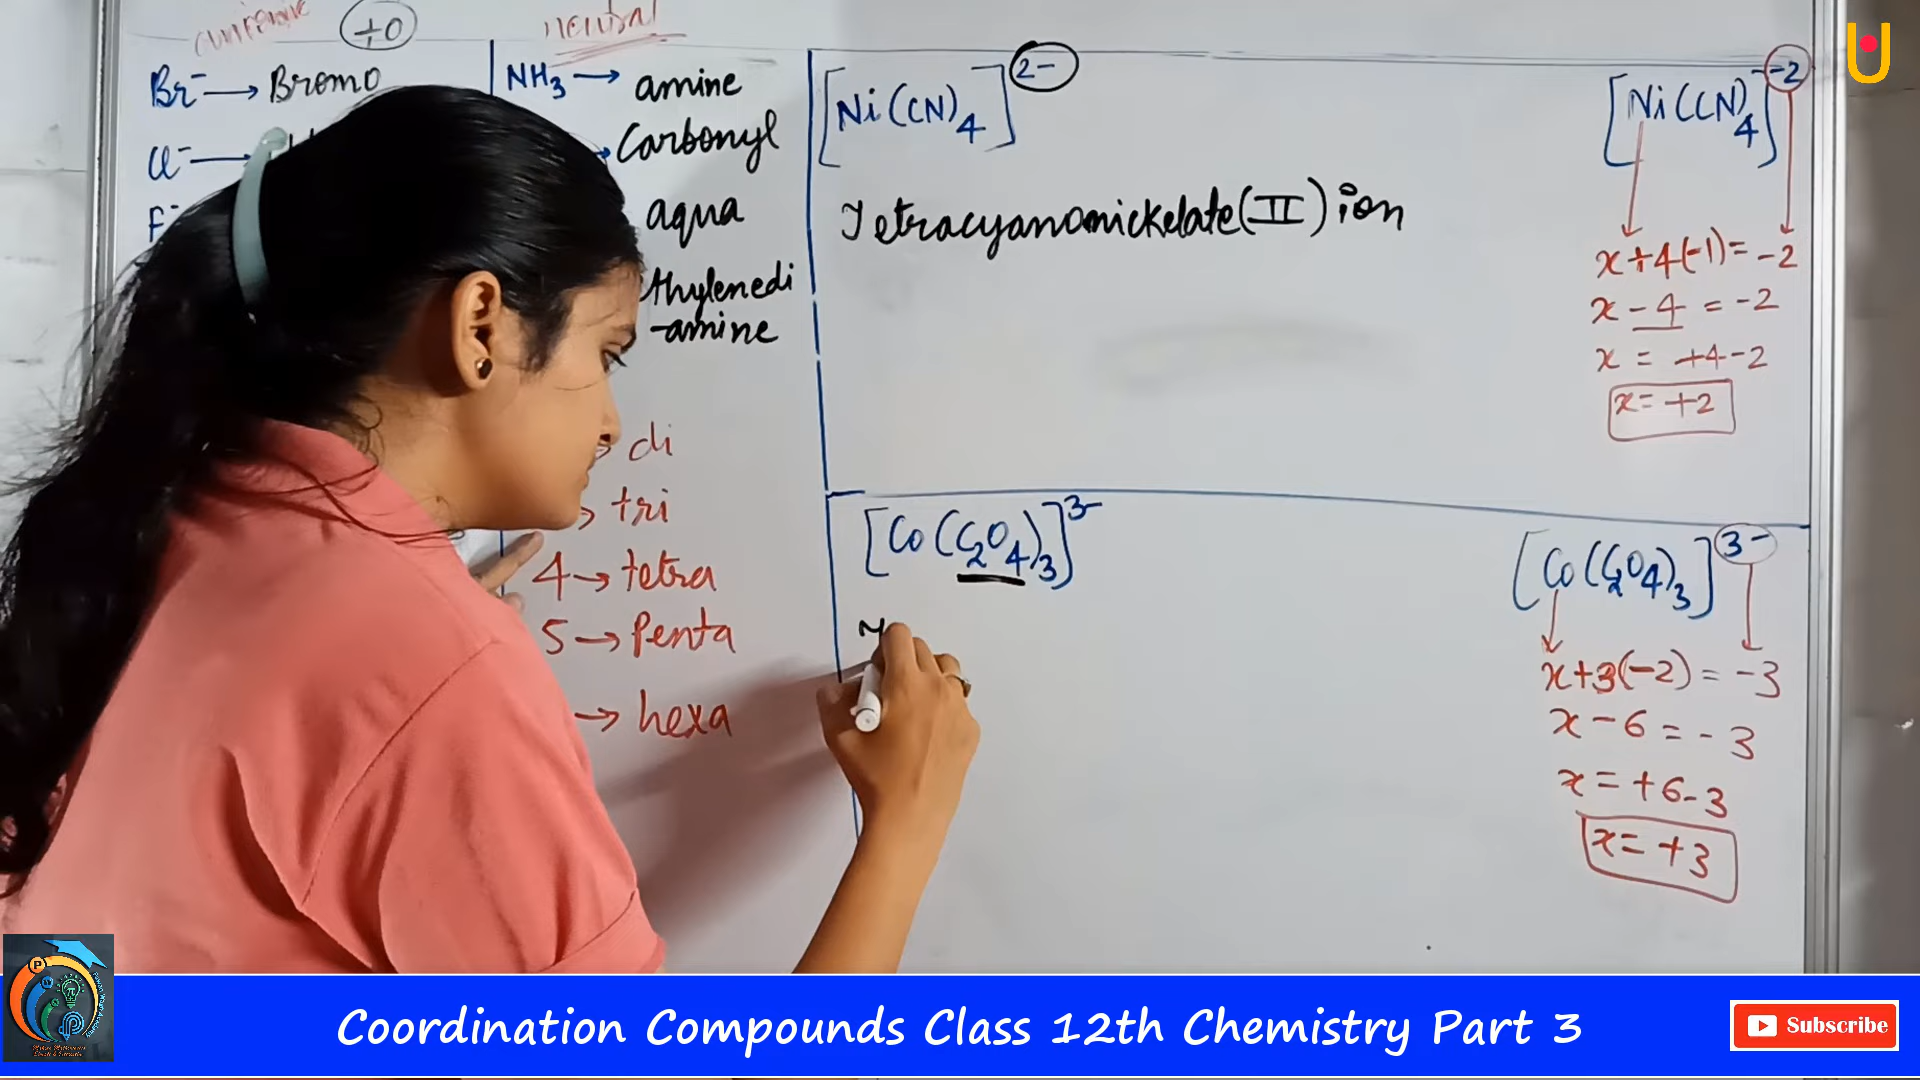 +0
neutral
Br⁻ → Bromo
Cl⁻ →
F⁻
NH₃ → amine
Carbonyl
aqua
thylenedi
-amine
di
→ tri
4 → tetra
5 → Penta
→ hexa
[Ni(CN)₄]²⁻
Tetracyanonickelate(II) ion
[Ni(CN)₄]⁻²
x+4(-1)= -2
x - 4 = -2
x = +4-2
x= +2
[Co(C₂O₄)₃]³⁻
[Co(C₂O₄)₃]³⁻
x+3(-2) = -3
x - 6 = - 3
x = +6-3
x= +3
Coordination Compounds Class 12th Chemistry Part 3
Subscribe